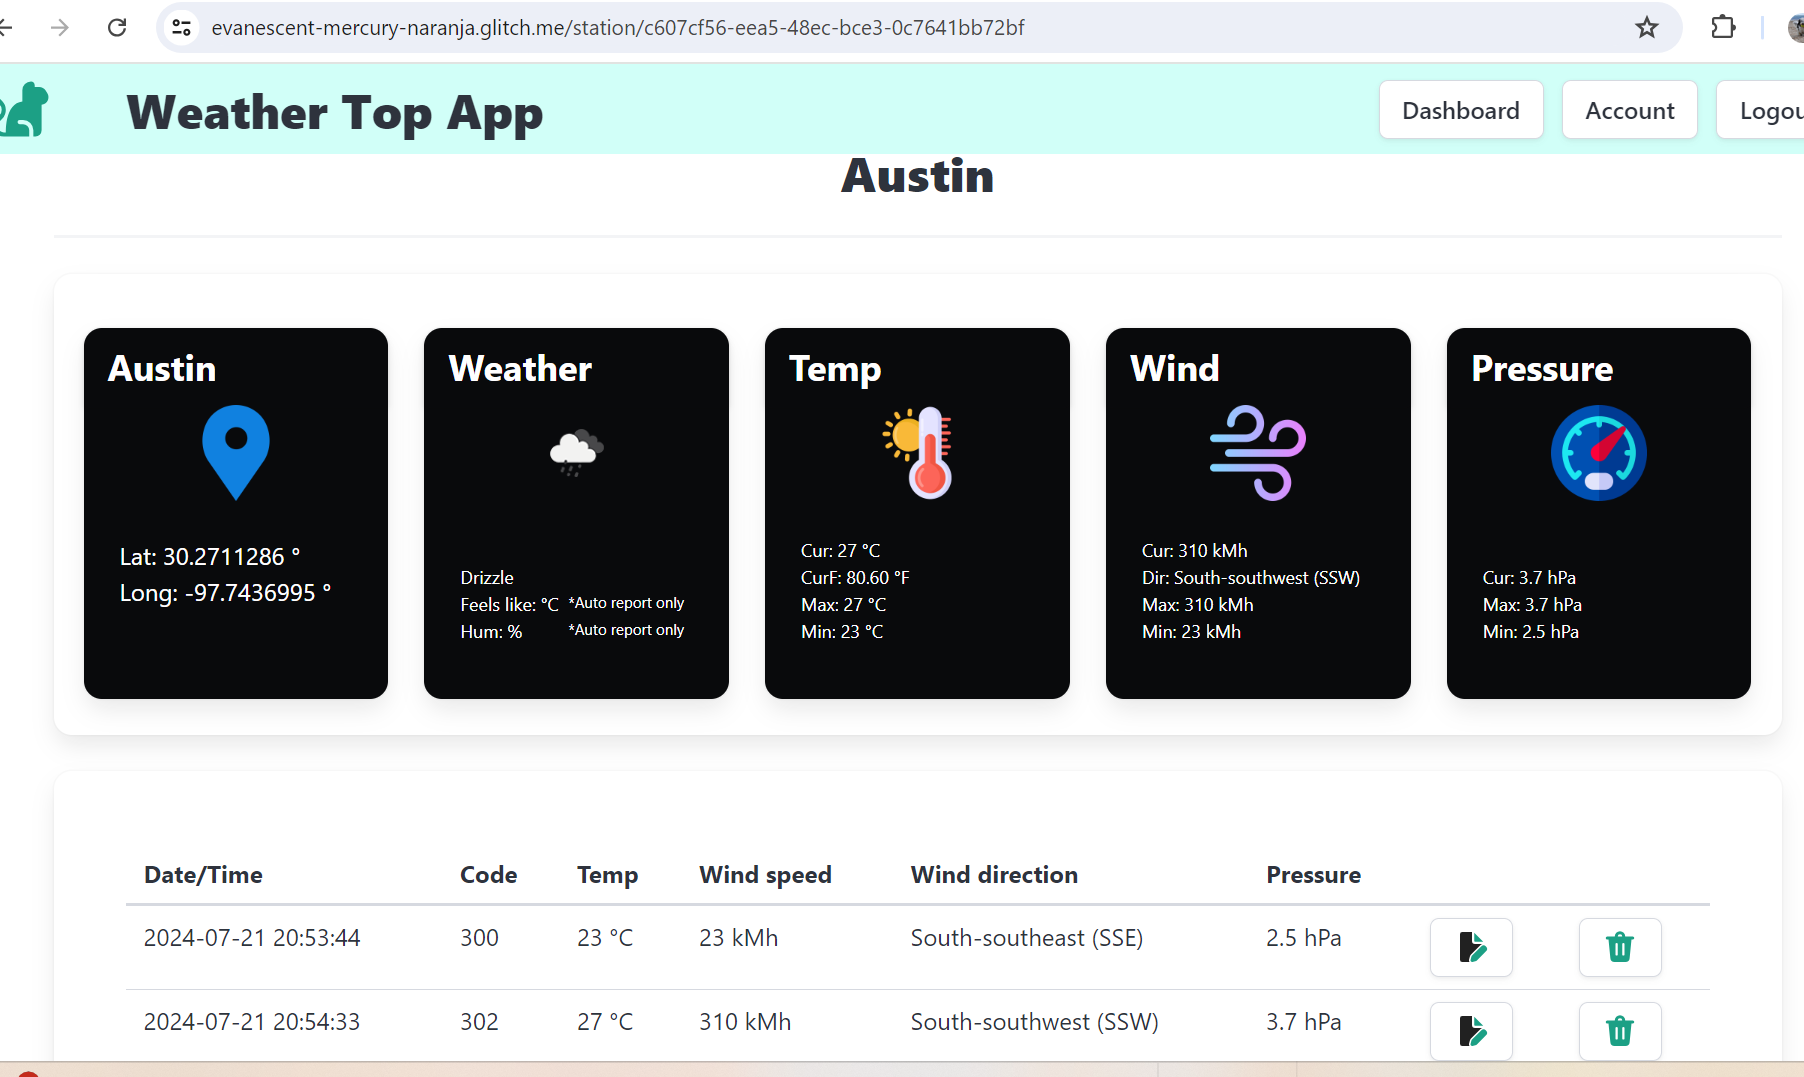 evanescent-mercury-naranja.glitch.me/station/c607cf56-eea5-48ec-bce3-0c7641bb72bf
Weather Top App
Dashboard
Account
Logou
Austin
Austin
Lat: 30.2711286 °
Long: -97.7436995 °
Weather
Drizzle
Feels like: °C *Auto report only
Hum: % *Auto report only
Temp
Cur: 27 °C
CurF: 80.60 °F
Max: 27 °C
Min: 23 °C
Wind
Cur: 310 kMh
Dir: South-southwest (SSW)
Max: 310 kMh
Min: 23 kMh
Pressure
Cur: 3.7 hPa
Max: 3.7 hPa
Min: 2.5 hPa
Date/Time Code Temp Wind speed Wind direction Pressure
2024-07-21 20:53:44 300 23 °C 23 kMh South-southeast (SSE) 2.5 hPa
2024-07-21 20:54:33 302 27 °C 310 kMh South-southwest (SSW) 3.7 hPa